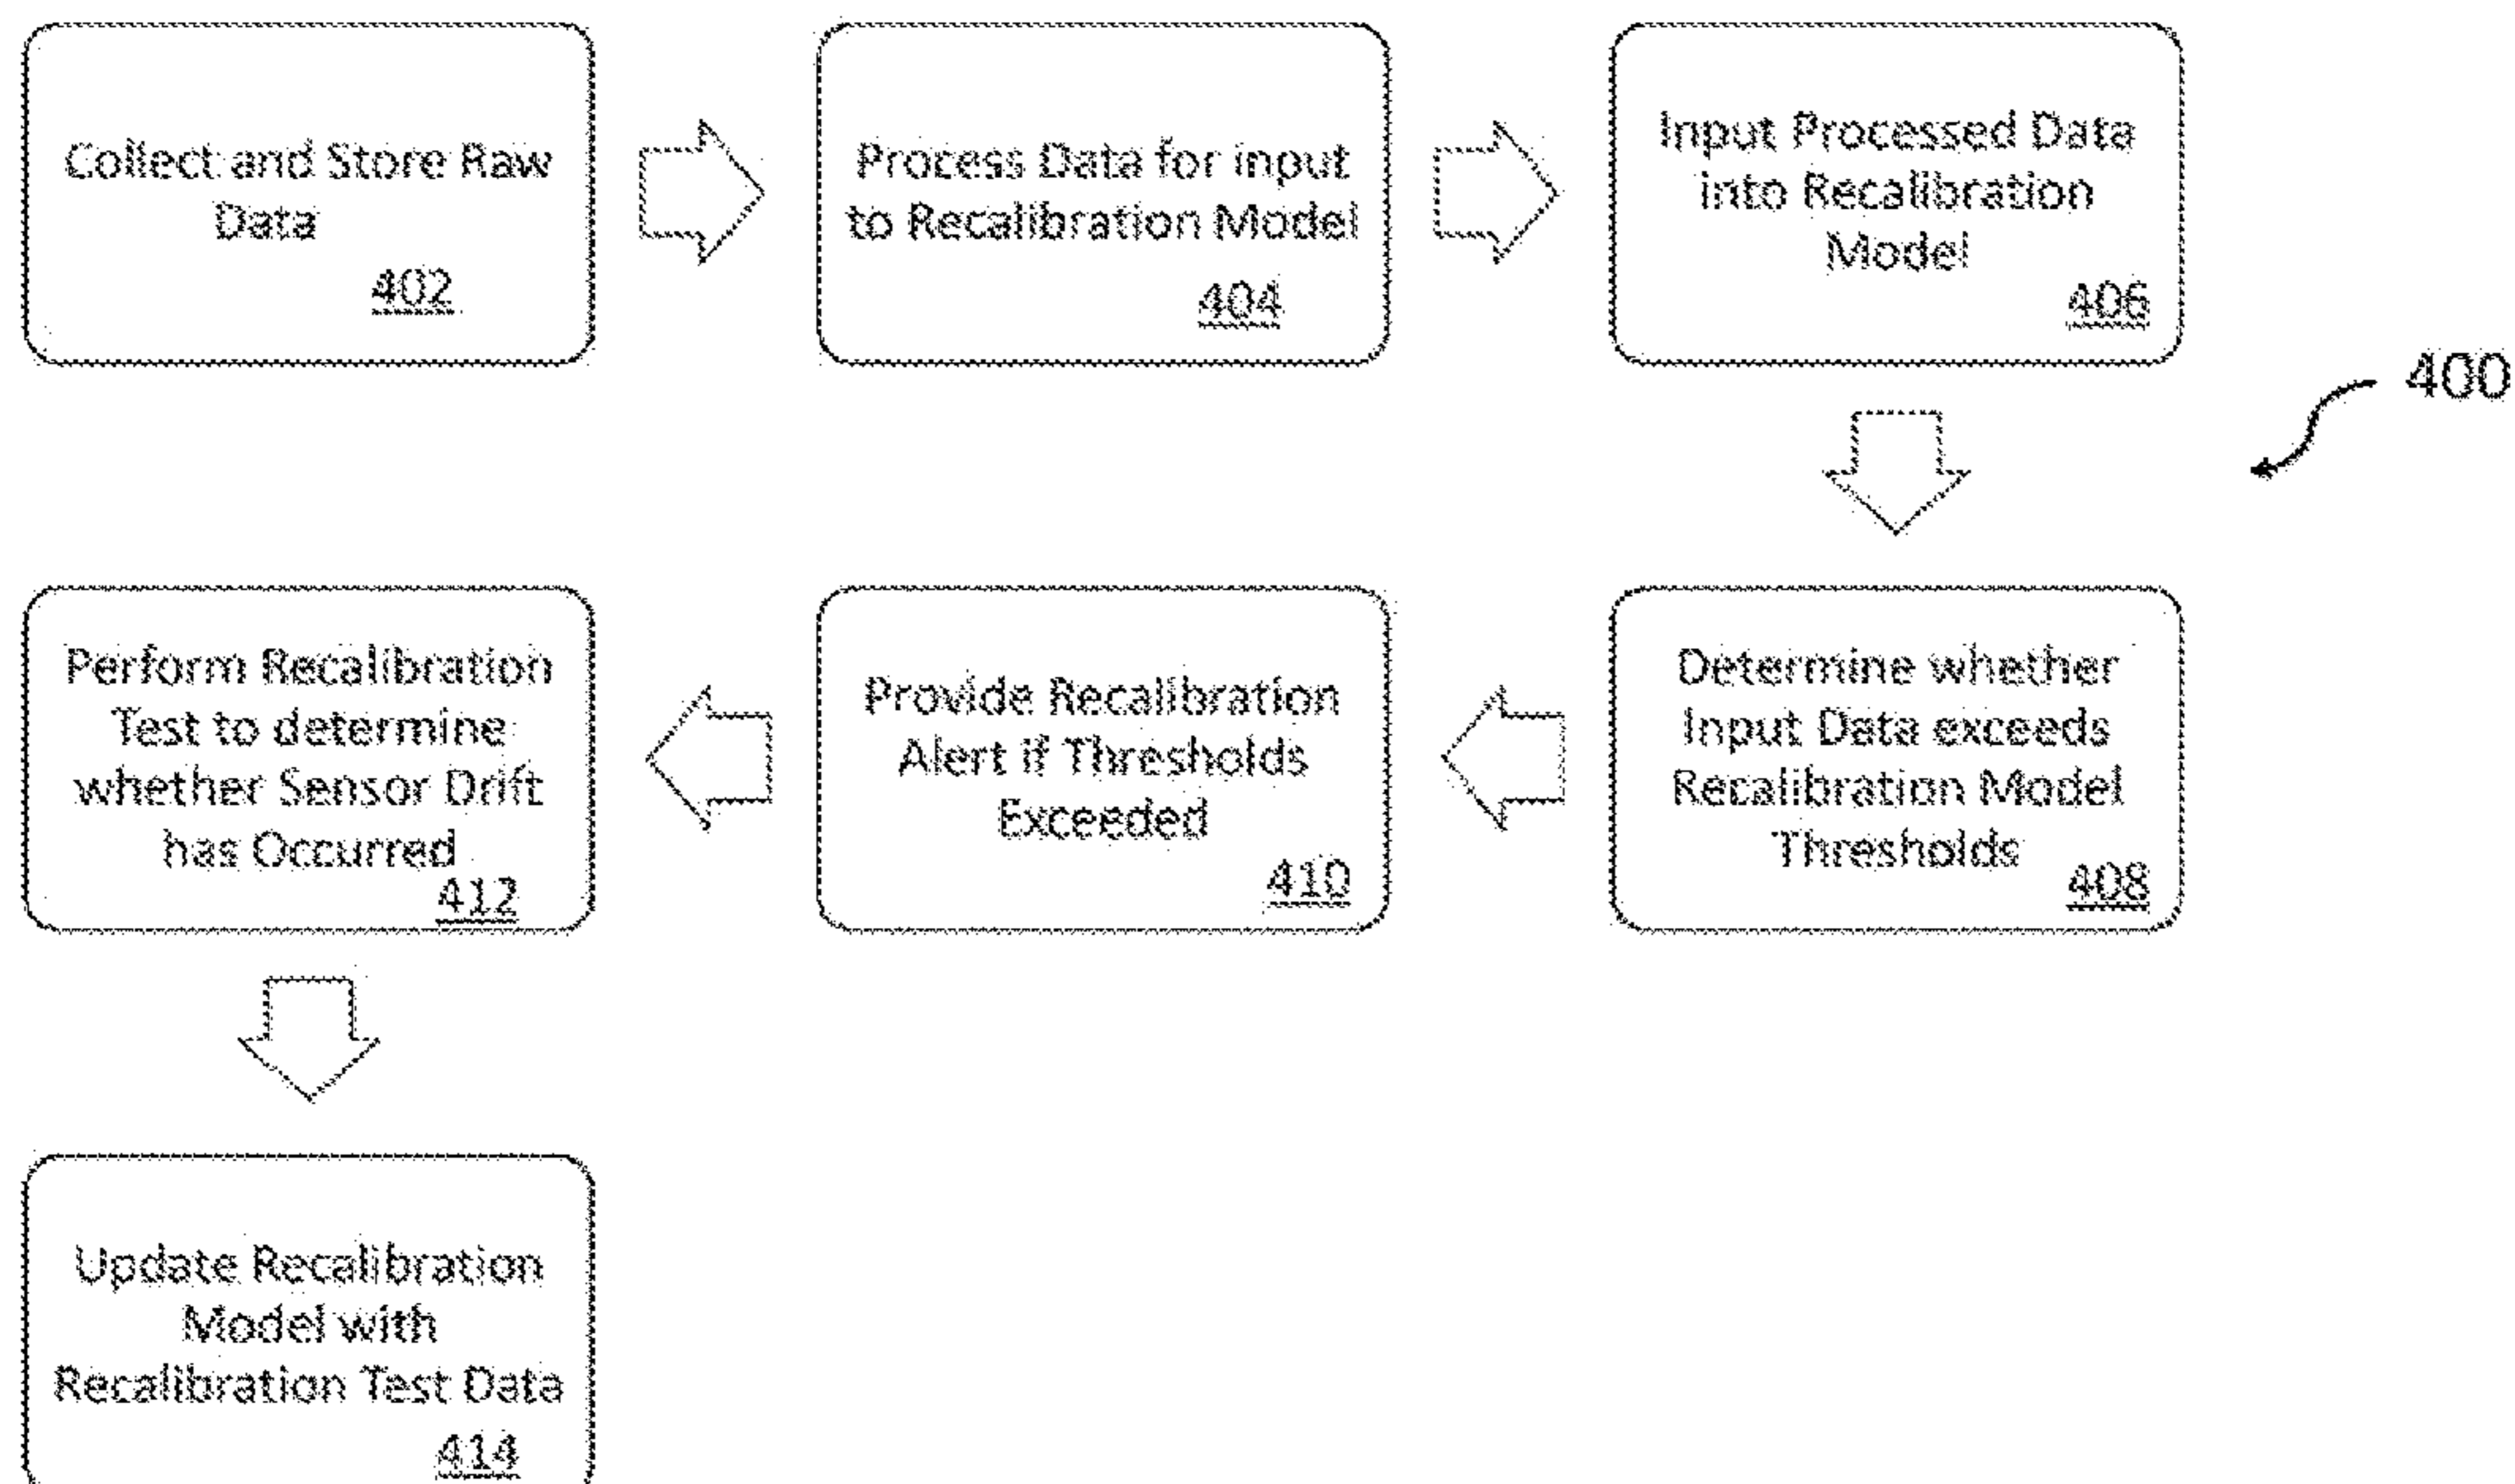 Collect and Store Raw
Data
402
Process Data for input
to Recalibration Model
404
Input Processed Data
into Recalibration
Model
406
400
Determine whether
Input Data exceeds
Recalibration Model
Thresholds
408
Provide Recalibration
Alert if Thresholds
Exceeded
410
Perform Recalibration
Test to determine
whether Sensor Drift
has Occurred
412
Update Recalibration
Model with
Recalibration Test Data
414